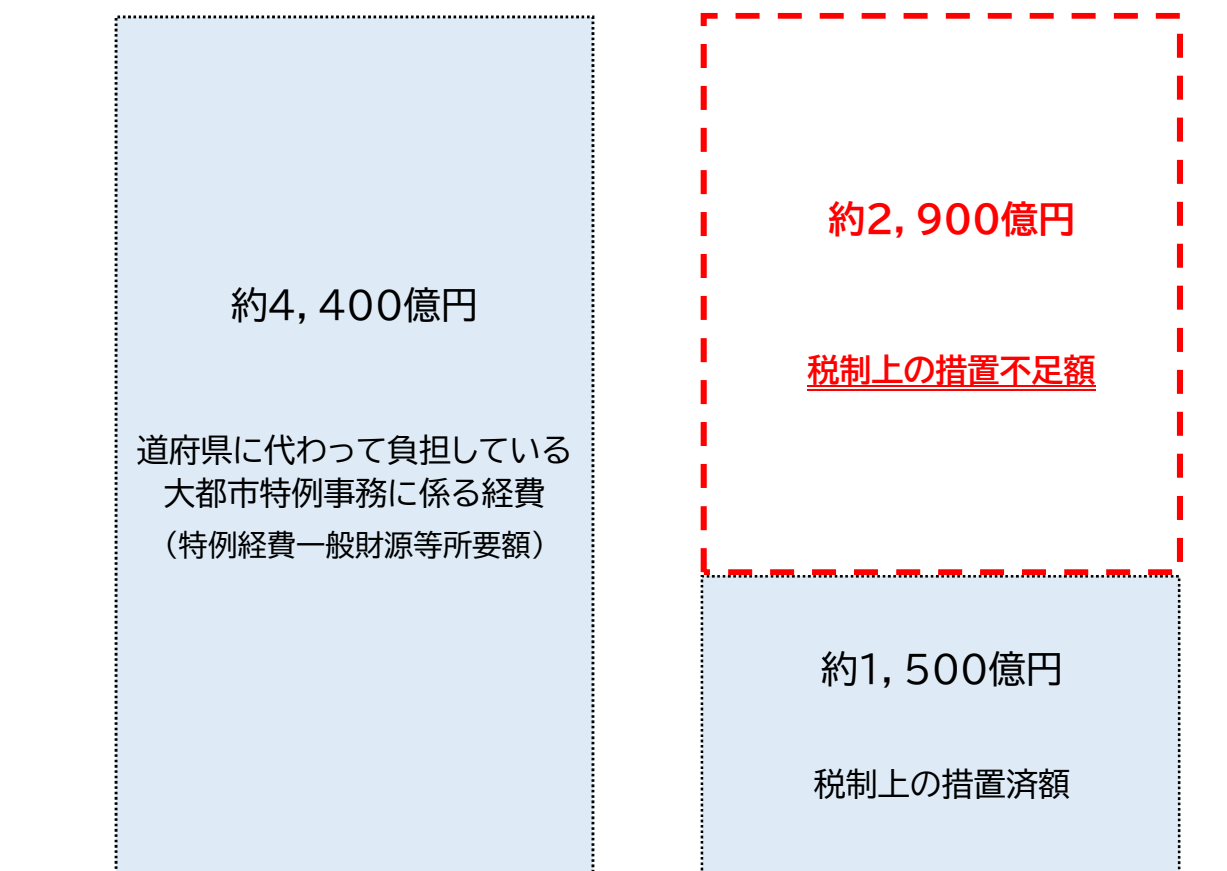 約4,400億円
道府県に代わって負担している
大都市特例事務に係る経費
（特例経費一般財源等所要額）
約2,900億円
税制上の措置不足額
約1,500億円
税制上の措置済額